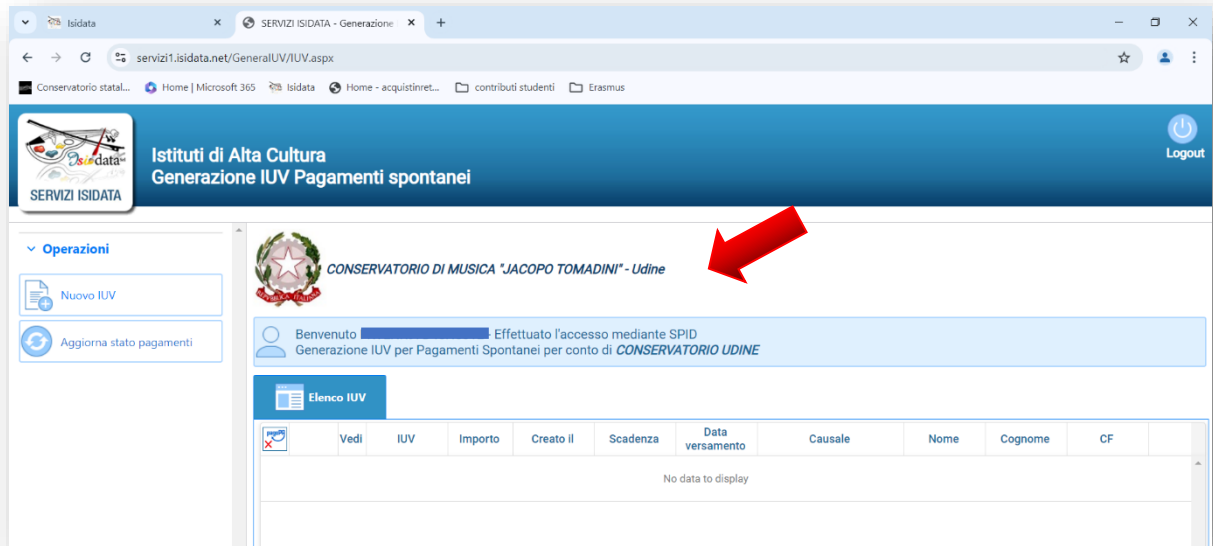 Isidata
SERVIZI ISIDATA - Generazione
servizi1.isidata.net/GeneralUV/IUV.aspx
Conservatorio statal... Home | Microsoft 365 Isidata Home - acquistinret... contributi studenti Erasmus
Isidata
SERVIZI ISIDATA
Istituti di Alta Cultura
Generazione IUV Pagamenti spontanei
Logout
Operazioni
Nuovo IUV
Aggiorna stato pagamenti
CONSERVATORIO DI MUSICA "JACOPO TOMADINI" - Udine
Benvenuto - Effettuato l'accesso mediante SPID
Generazione IUV per Pagamenti Spontanei per conto di CONSERVATORIO UDINE
Elenco IUV
pagoPA Vedi IUV Importo Creato il Scadenza Data versamento Causale Nome Cognome CF
No data to display